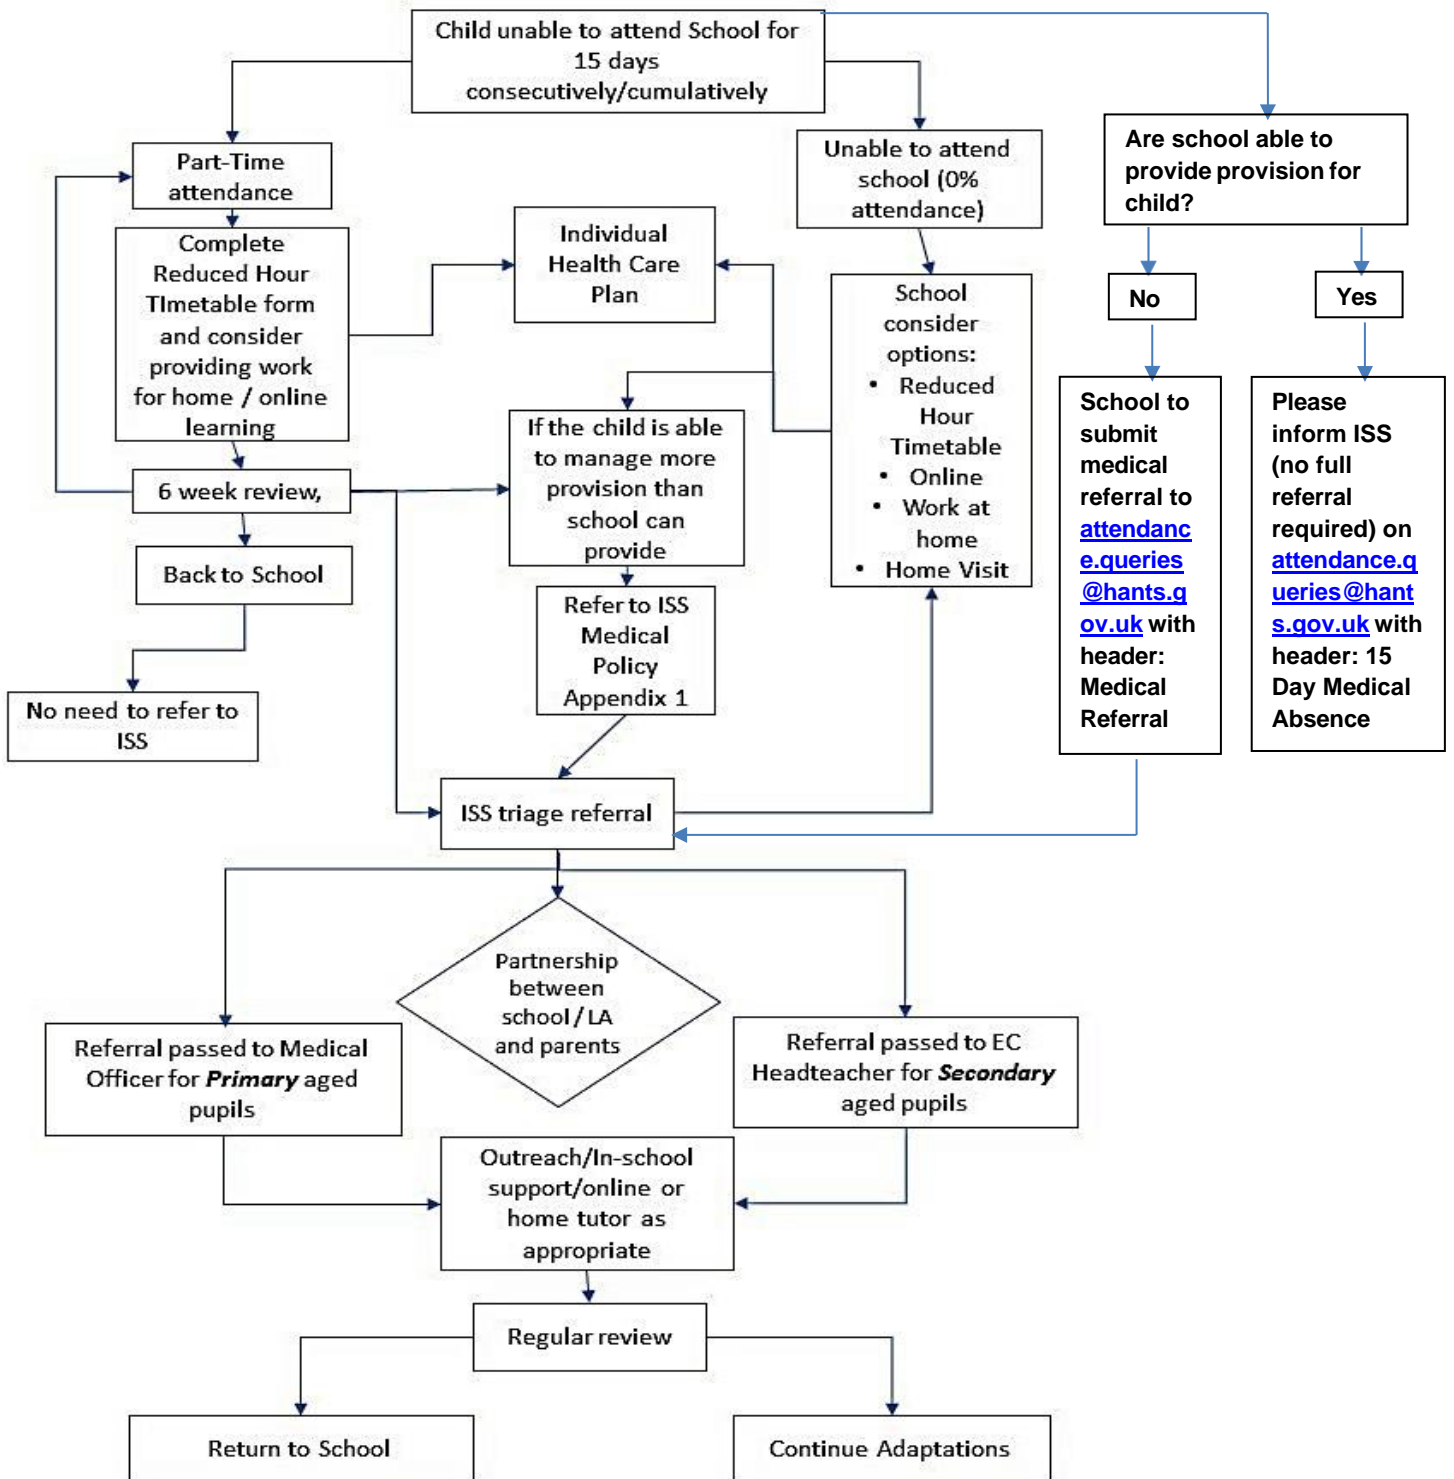 Child unable to attend School for
15 days
consecutively/cumulatively
Part-Time
attendance
Unable to attend
school (0%
attendance)
Are school able to
provide provision for
child?
Complete
Reduced Hour
TImetable form
and consider
providing work
for home / online
learning
Individual
Health Care
Plan
School
consider
options:
• Reduced
Hour
Timetable
• Online
• Work at
home
• Home Visit
No
Yes
School to
submit
medical
referral to
attendanc
e.queries
@hants.g
ov.uk with
header:
Medical
Referral
Please
inform ISS
(no full
referral
required) on
attendance.q
ueries@hant
s.gov.uk with
header: 15
Day Medical
Absence
6 week review,
If the child is able
to manage more
provision than
school can
provide
Back to School
Refer to ISS
Medical
Policy
Appendix 1
No need to refer to
ISS
ISS triage referral
Partnership
between
school / LA
and parents
Referral passed to Medical
Officer for Primary aged
pupils
Referral passed to EC
Headteacher for Secondary
aged pupils
Outreach/In-school
support/online or
home tutor as
appropriate
Regular review
Return to School
Continue Adaptations